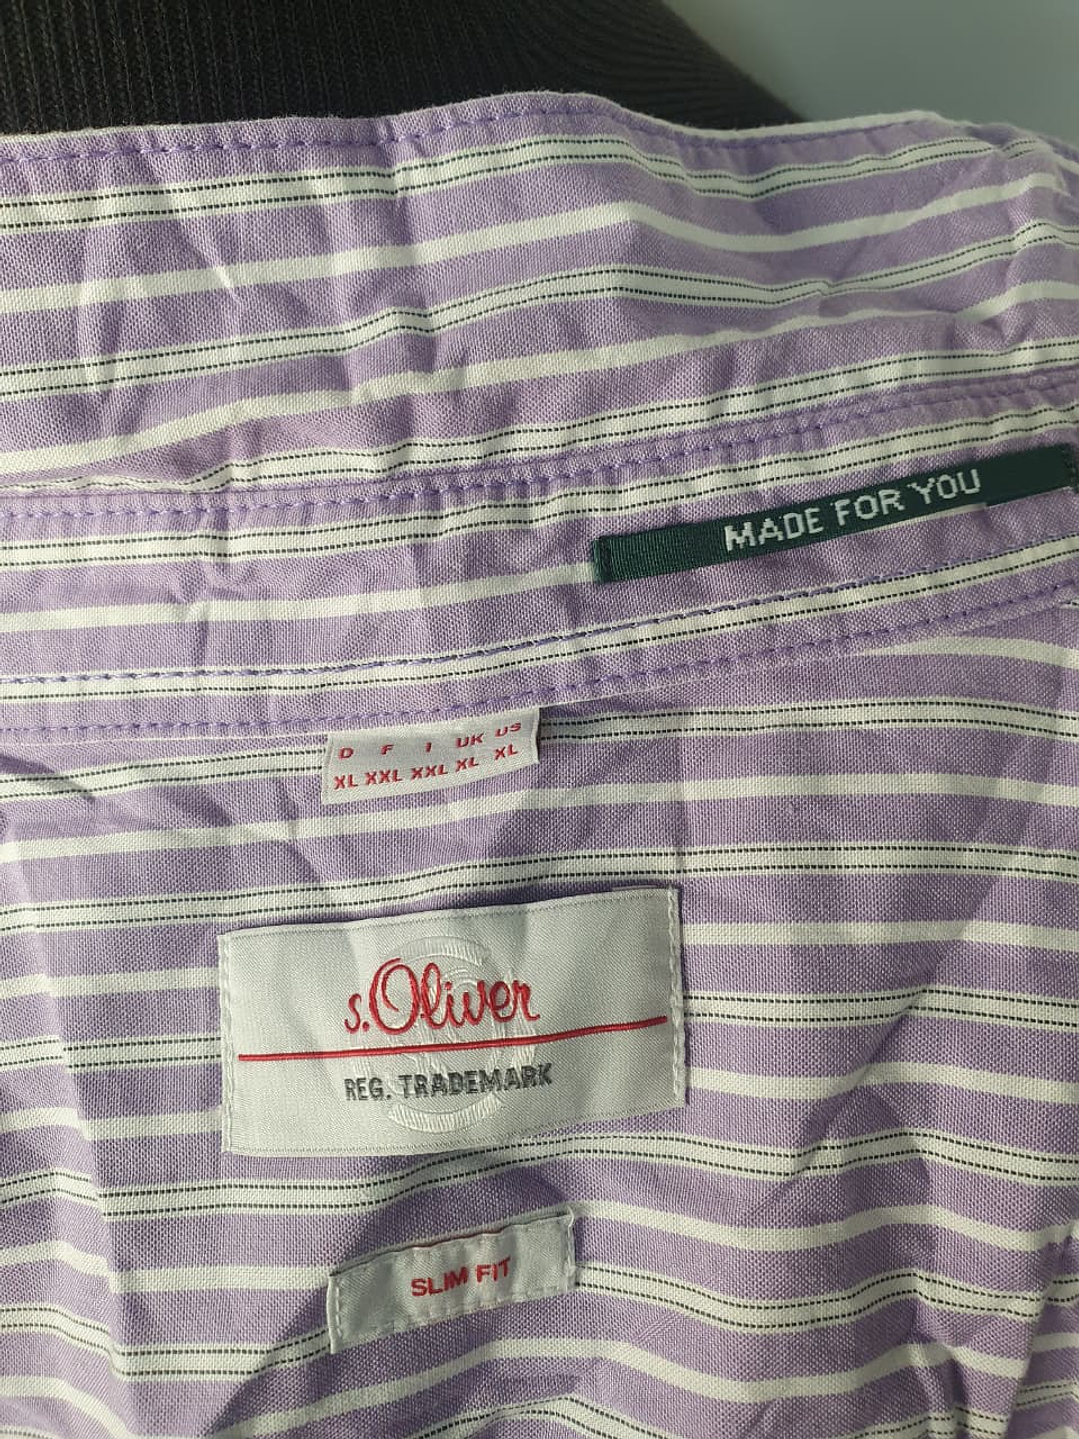 MADE FOR YOU
D F I UK US
XL XXL XXL XL XL
s.Oliver
REG. TRADEMARK
SLIM FIT